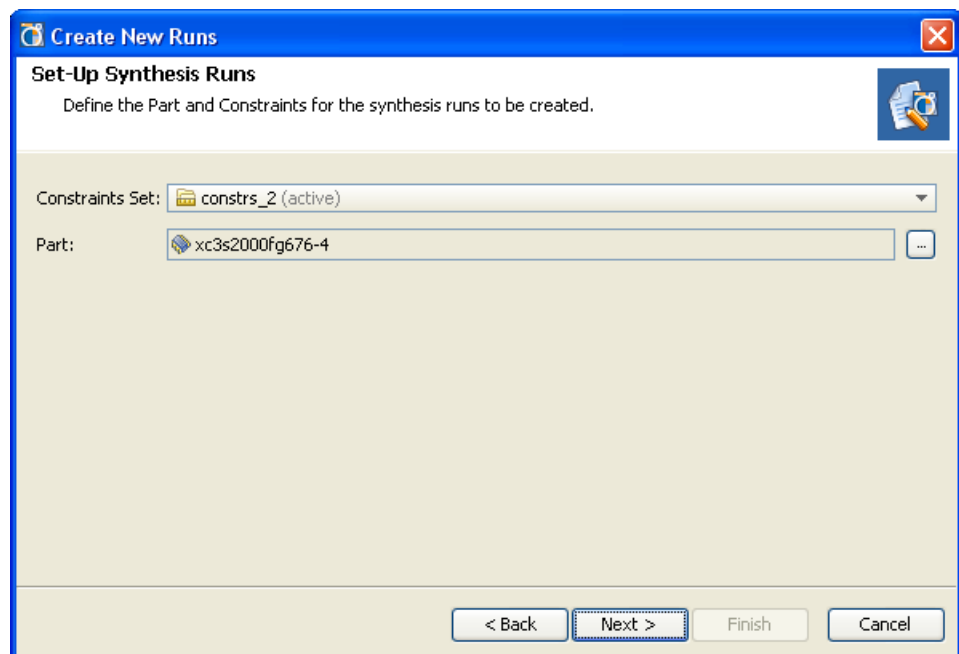 Create New Runs
Set-Up Synthesis Runs
Define the Part and Constraints for the synthesis runs to be created.
Constraints Set: constrs_2 (active)
Part: xc3s2000fg676-4 ...
< Back Next > Finish Cancel